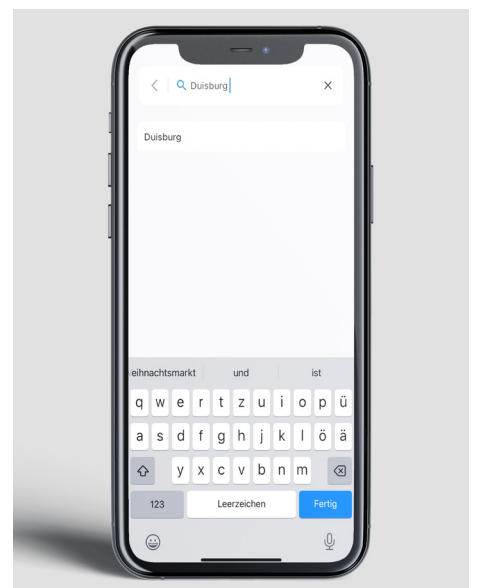 Duisburg
Duisburg
eihnachtsmarkt und ist
q w e r t z u i o p ü
a s d f g h j k l ö ä
y x c v b n m
123 Leerzeichen Fertig